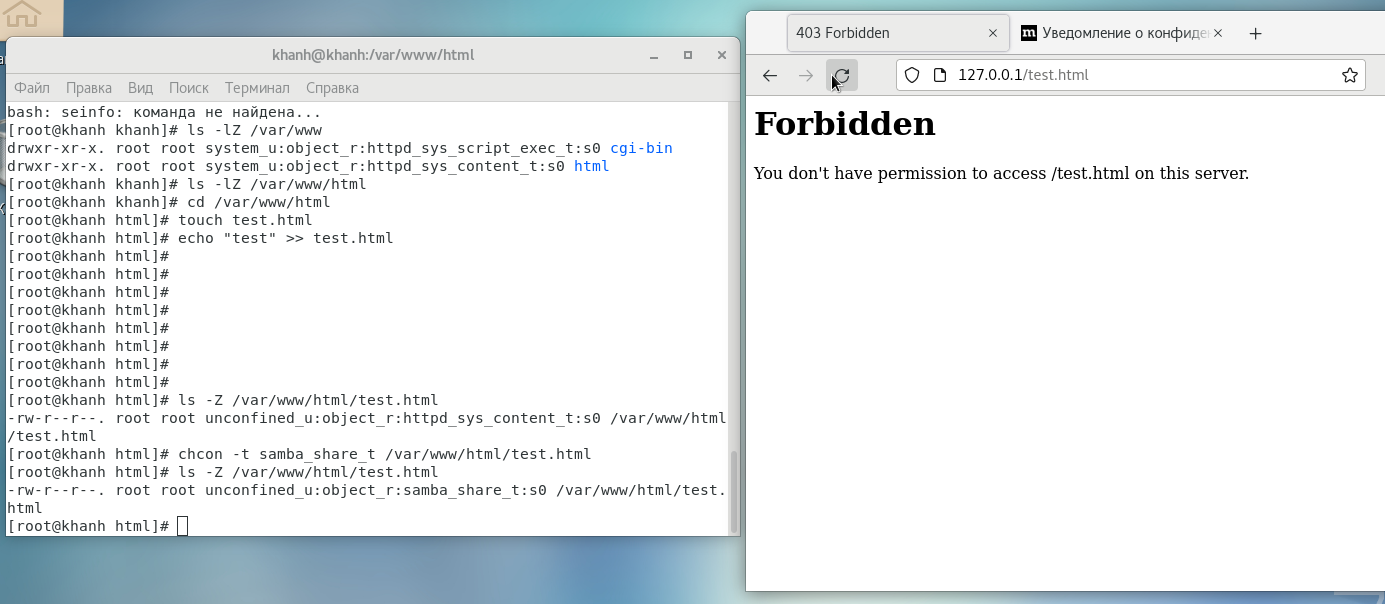 khanh@khanh:/var/www/html
Файл Правка Вид Поиск Терминал Справка
bash: seinfo: команда не найдена...
[root@khanh khanh]# ls -lZ /var/www
drwxr-xr-x. root root system_u:object_r:httpd_sys_script_exec_t:s0 cgi-bin
drwxr-xr-x. root root system_u:object_r:httpd_sys_content_t:s0 html
[root@khanh khanh]# ls -lZ /var/www/html
[root@khanh khanh]# cd /var/www/html
[root@khanh html]# touch test.html
[root@khanh html]# echo "test" >> test.html
[root@khanh html]#
[root@khanh html]#
[root@khanh html]#
[root@khanh html]#
[root@khanh html]#
[root@khanh html]#
[root@khanh html]#
[root@khanh html]#
[root@khanh html]# ls -Z /var/www/html/test.html
-rw-r--r--. root root unconfined_u:object_r:httpd_sys_content_t:s0 /var/www/html
/test.html
[root@khanh html]# chcon -t samba_share_t /var/www/html/test.html
[root@khanh html]# ls -Z /var/www/html/test.html
-rw-r--r--. root root unconfined_u:object_r:samba_share_t:s0 /var/www/html/test.
html
[root@khanh html]#
403 Forbidden
m Уведомление о конфиде
127.0.0.1/test.html
Forbidden
You don't have permission to access /test.html on this server.